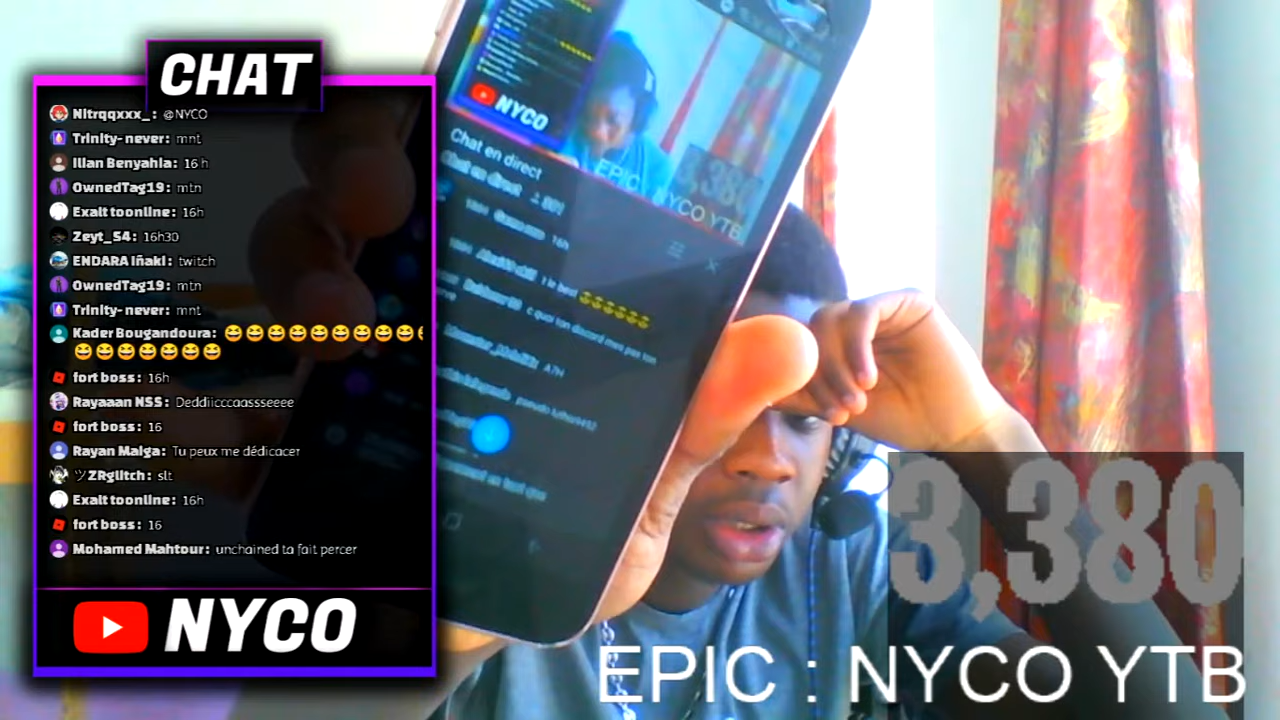 CHAT
Nitrqqxxx_: @NYCO
Trinity-never: mnt
Ilian Benyahia: 16 h
OwnedTag19: mtn
Exalt toonline: 16h
Zeyt_S4: 16h30
ENDARA Iñaki: twitch
OwnedTag19: mtn
Trinity-never: mnt
Kader Bougandoura: 😆😆😆😆😆😆😆😆😆
😆😆😆😆😆😆😆
fort boss: 16h
Rayaaan NSS: Deddiicccaassseeee
fort boss: 16
Rayan Maiga: Tu peux me dédicacer
ツZRglitch: slt
Exalt toonline: 16h
fort boss: 16
Mohamed Mahtour: unchained ta fait percer
NYCO
NYCO
Chat en direct
3,380
EPIC : NYCO YTB
3,380
EPIC : NYCO YTB